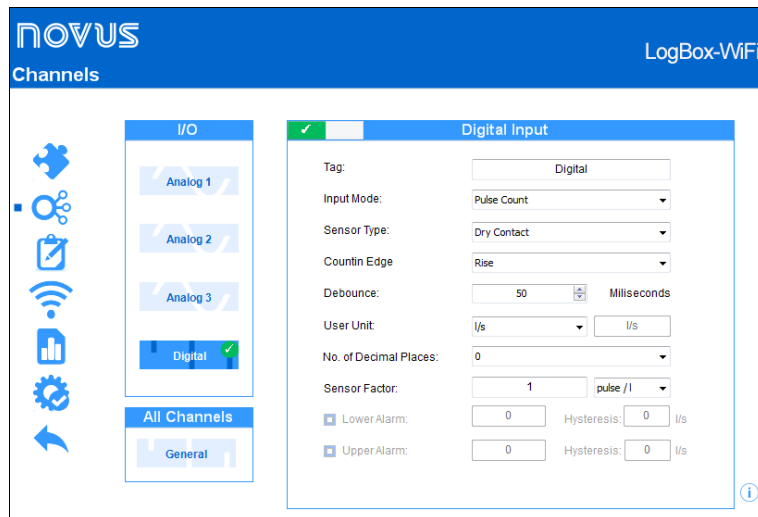 NOVUS
LogBox-WiFi
Channels
I/O
Analog 1
Analog 2
Analog 3
Digital
All Channels
General
Digital Input
Tag: Digital
Input Mode: Pulse Count
Sensor Type: Dry Contact
Countin Edge Rise
Debounce: 50 Miliseconds
User Unit: l/s l/s
No. of Decimal Places: 0
Sensor Factor: 1 pulse / l
Lower Alarm: 0 Hysteresis: 0 l/s
Upper Alarm: 0 Hysteresis: 0 l/s
i